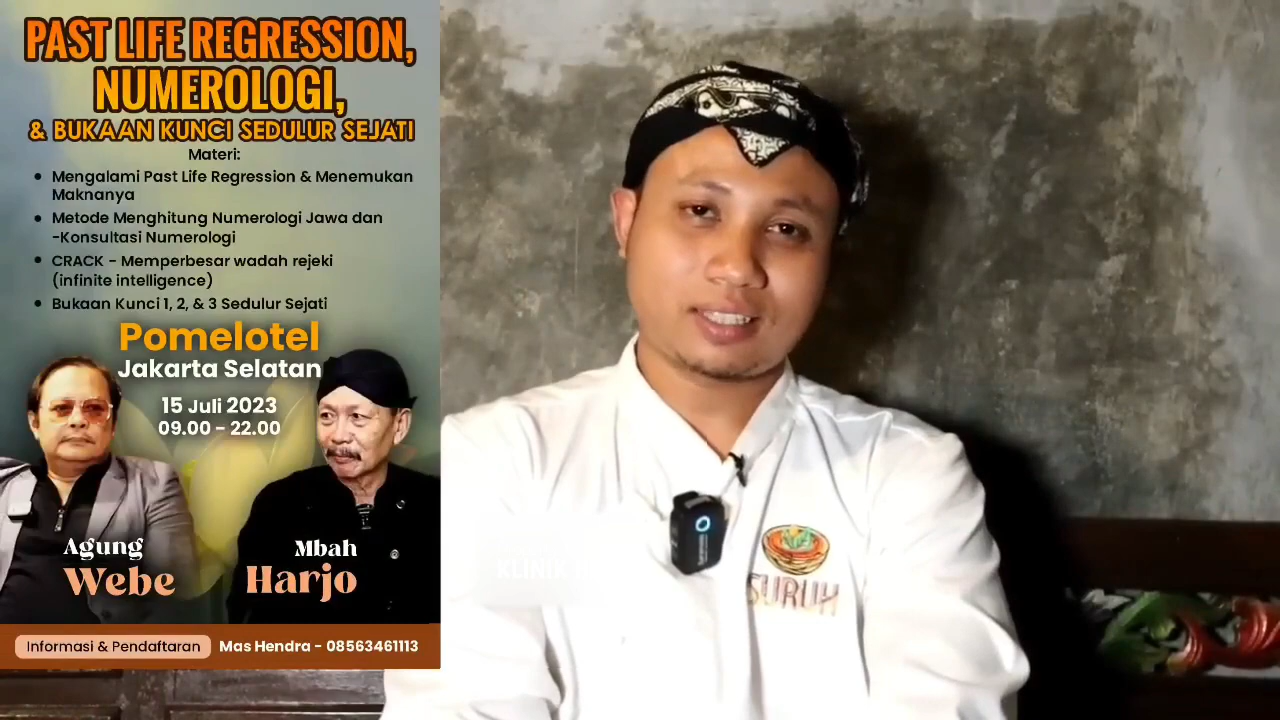 PAST LIFE REGRESSION,
NUMEROLOGI,
& BUKAAN KUNCI SEDULUR SEJATI
Materi:
• Mengalami Past Life Regression & Menemukan
Maknanya
• Metode Menghitung Numerologi Jawa dan
-Konsultasi Numerologi
• CRACK - Memperbesar wadah rejeki
(infinite intelligence)
• Bukaan Kunci 1, 2, & 3 Sedulur Sejati
Pomelotel
Jakarta Selatan
15 Juli 2023
09.00 - 22.00
Agung
Webe
Mbah
Harjo
Informasi & Pendaftaran Mas Hendra - 08563461113
KLINIK
SURUH